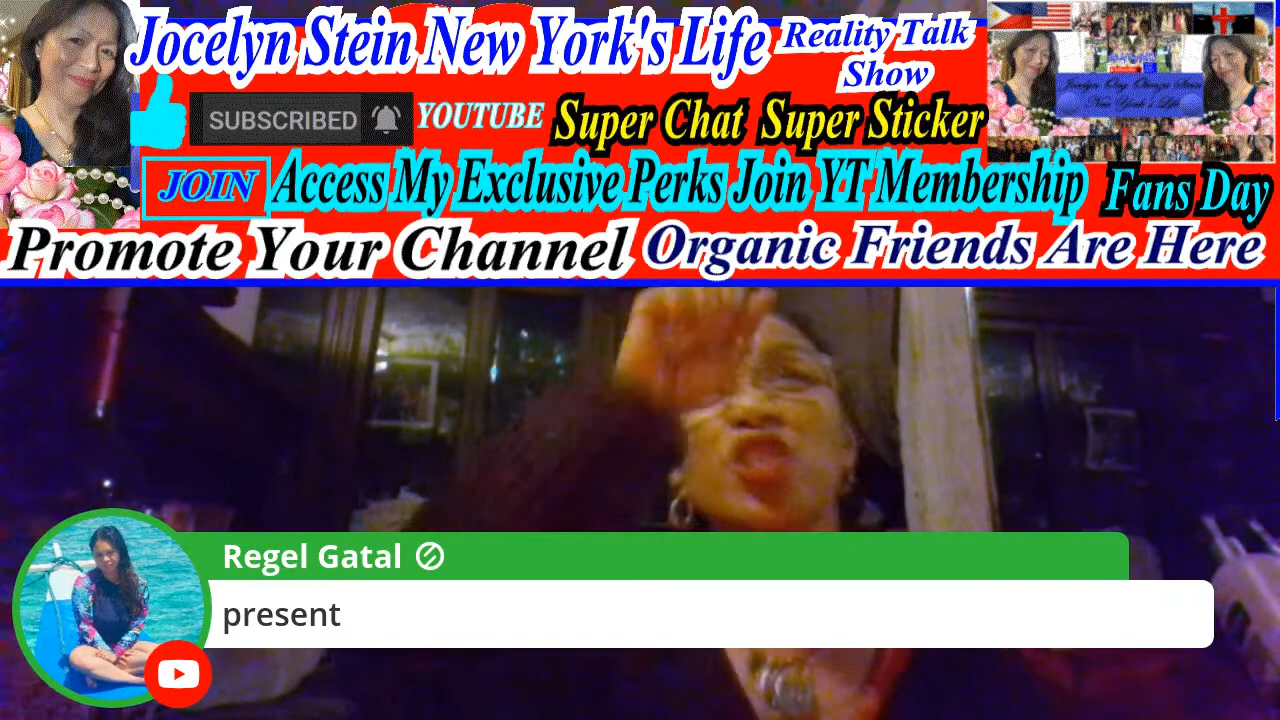 Jocelyn Stein New York's Life
Reality Talk
Show
SUBSCRIBED
YOUTUBE
Super Chat Super Sticker
JOIN
Access My Exclusive Perks Join YT Membership
Fans Day
Promote Your Channel
Organic Friends Are Here
Regel Gatal
present